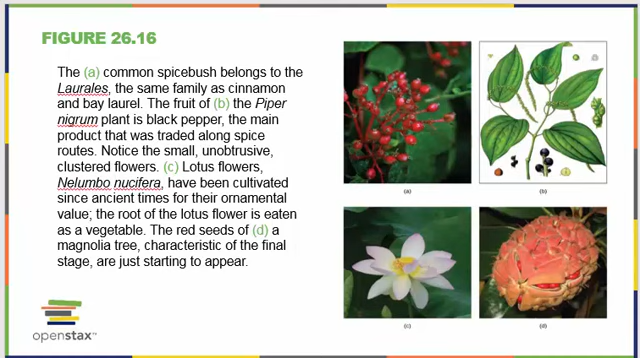 FIGURE 26.16
The (a) common spicebush belongs to the
Laurales, the same family as cinnamon
and bay laurel. The fruit of (b) the Piper
nigrum plant is black pepper, the main
product that was traded along spice
routes. Notice the small, unobtrusive,
clustered flowers. (c) Lotus flowers,
Nelumbo nucifera, have been cultivated
since ancient times for their ornamental
value; the root of the lotus flower is eaten
as a vegetable. The red seeds of (d) a
magnolia tree, characteristic of the final
stage, are just starting to appear.
(a)
(b)
(c)
(d)
openstax™